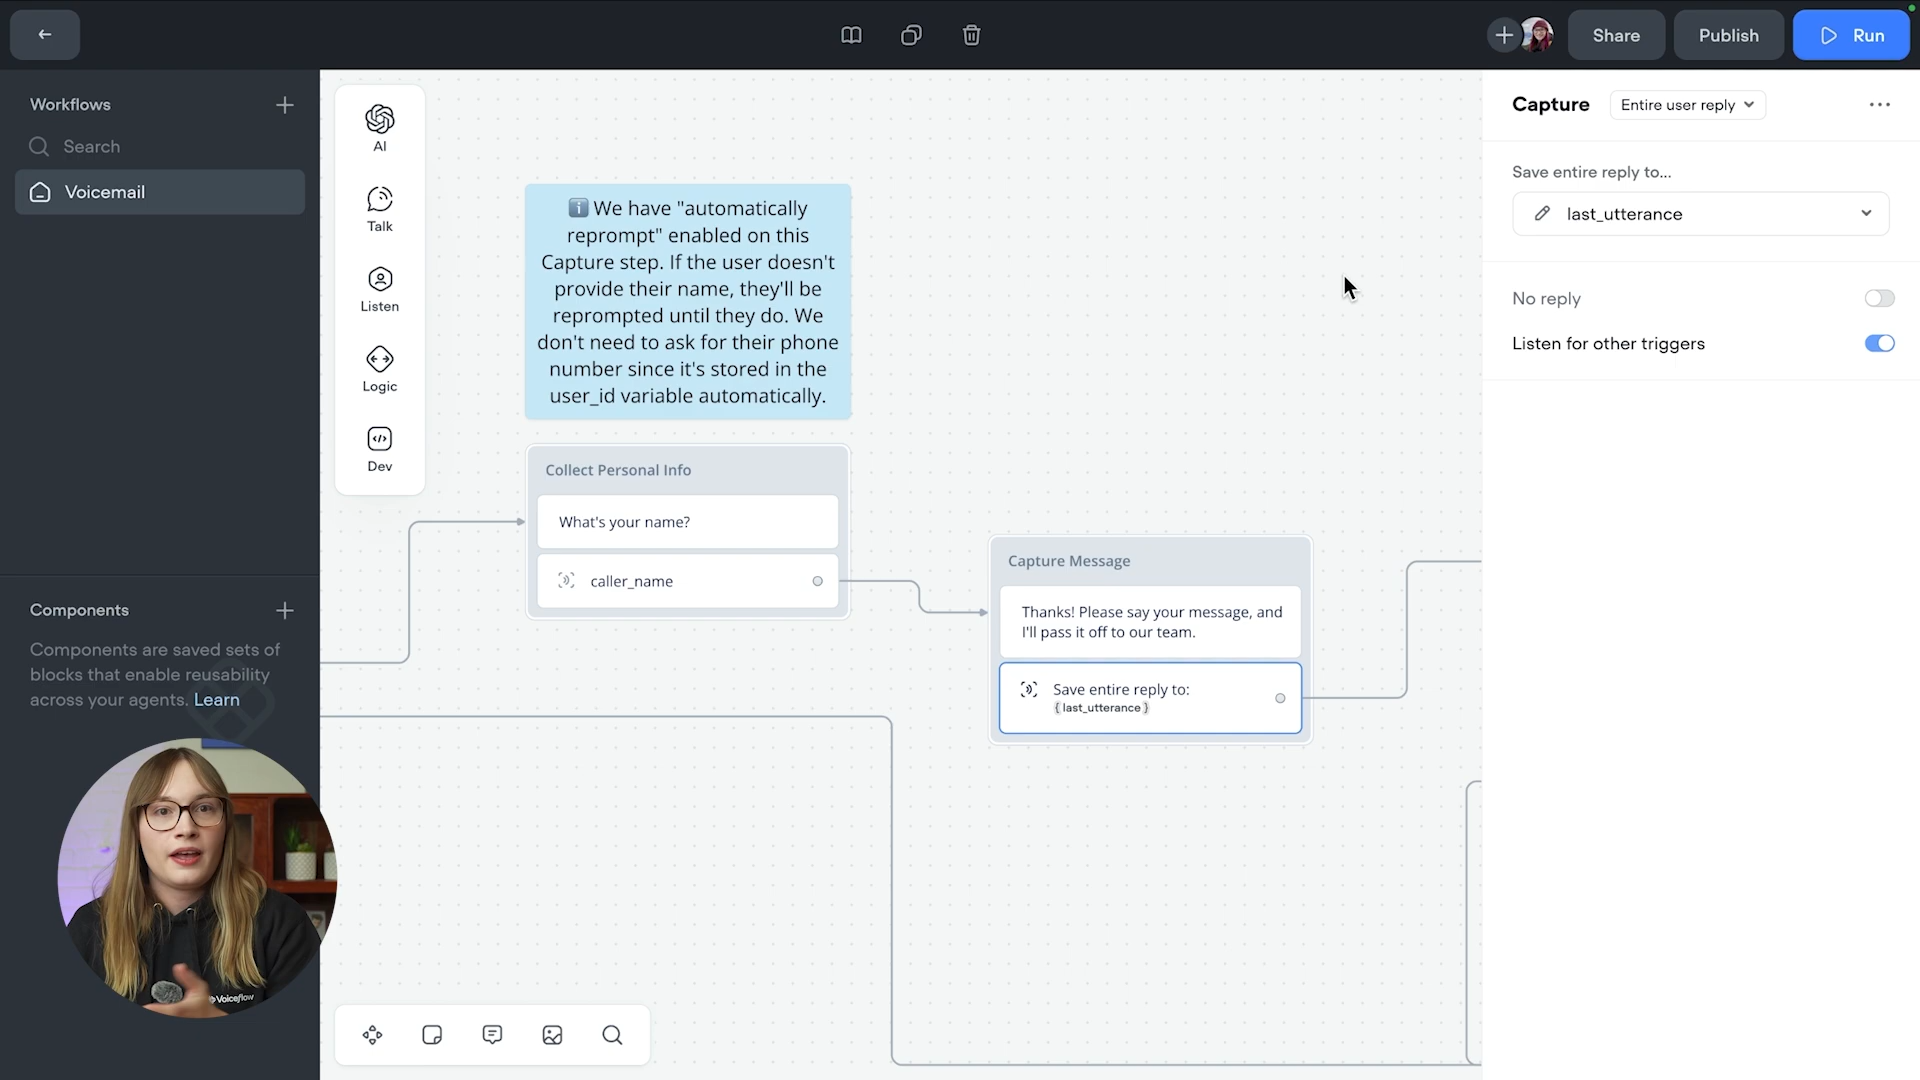 Share
Publish
Run
Workflows
Search
Voicemail
Components
Components are saved sets of
blocks that enable reusability
across your agents. Learn
Voiceflow
AI
Talk
Listen
Logic
Dev
ℹ️ We have "automatically
reprompt" enabled on this
Capture step. If the user doesn't
provide their name, they'll be
reprompted until they do. We
don't need to ask for their phone
number since it's stored in the
user_id variable automatically.
Collect Personal Info
What's your name?
caller_name
Capture Message
Thanks! Please say your message, and
I'll pass it off to our team.
Save entire reply to:
{last_utterance}
Capture
Entire user reply
Save entire reply to...
last_utterance
No reply
Listen for other triggers